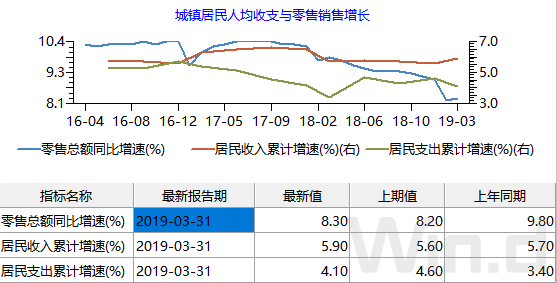 城镇居民人均收支与零售销售增长
10.4 7.0
9.3 5.0
8.1 3.0
16-04 16-08 16-12 17-05 17-09 18-02 18-06 18-10 19-03
零售总额同比增速(%) 居民收入累计增速(%)(右) 居民支出累计增速(%)(右)
指标名称 最新报告期 最新值 上期值 上年同期
零售总额同比增速(%) 2019-03-31 8.30 8.20 9.80
居民收入累计增速(%) 2019-03-31 5.90 5.60 5.70
居民支出累计增速(%) 2019-03-31 4.10 4.60 3.40
Win.d